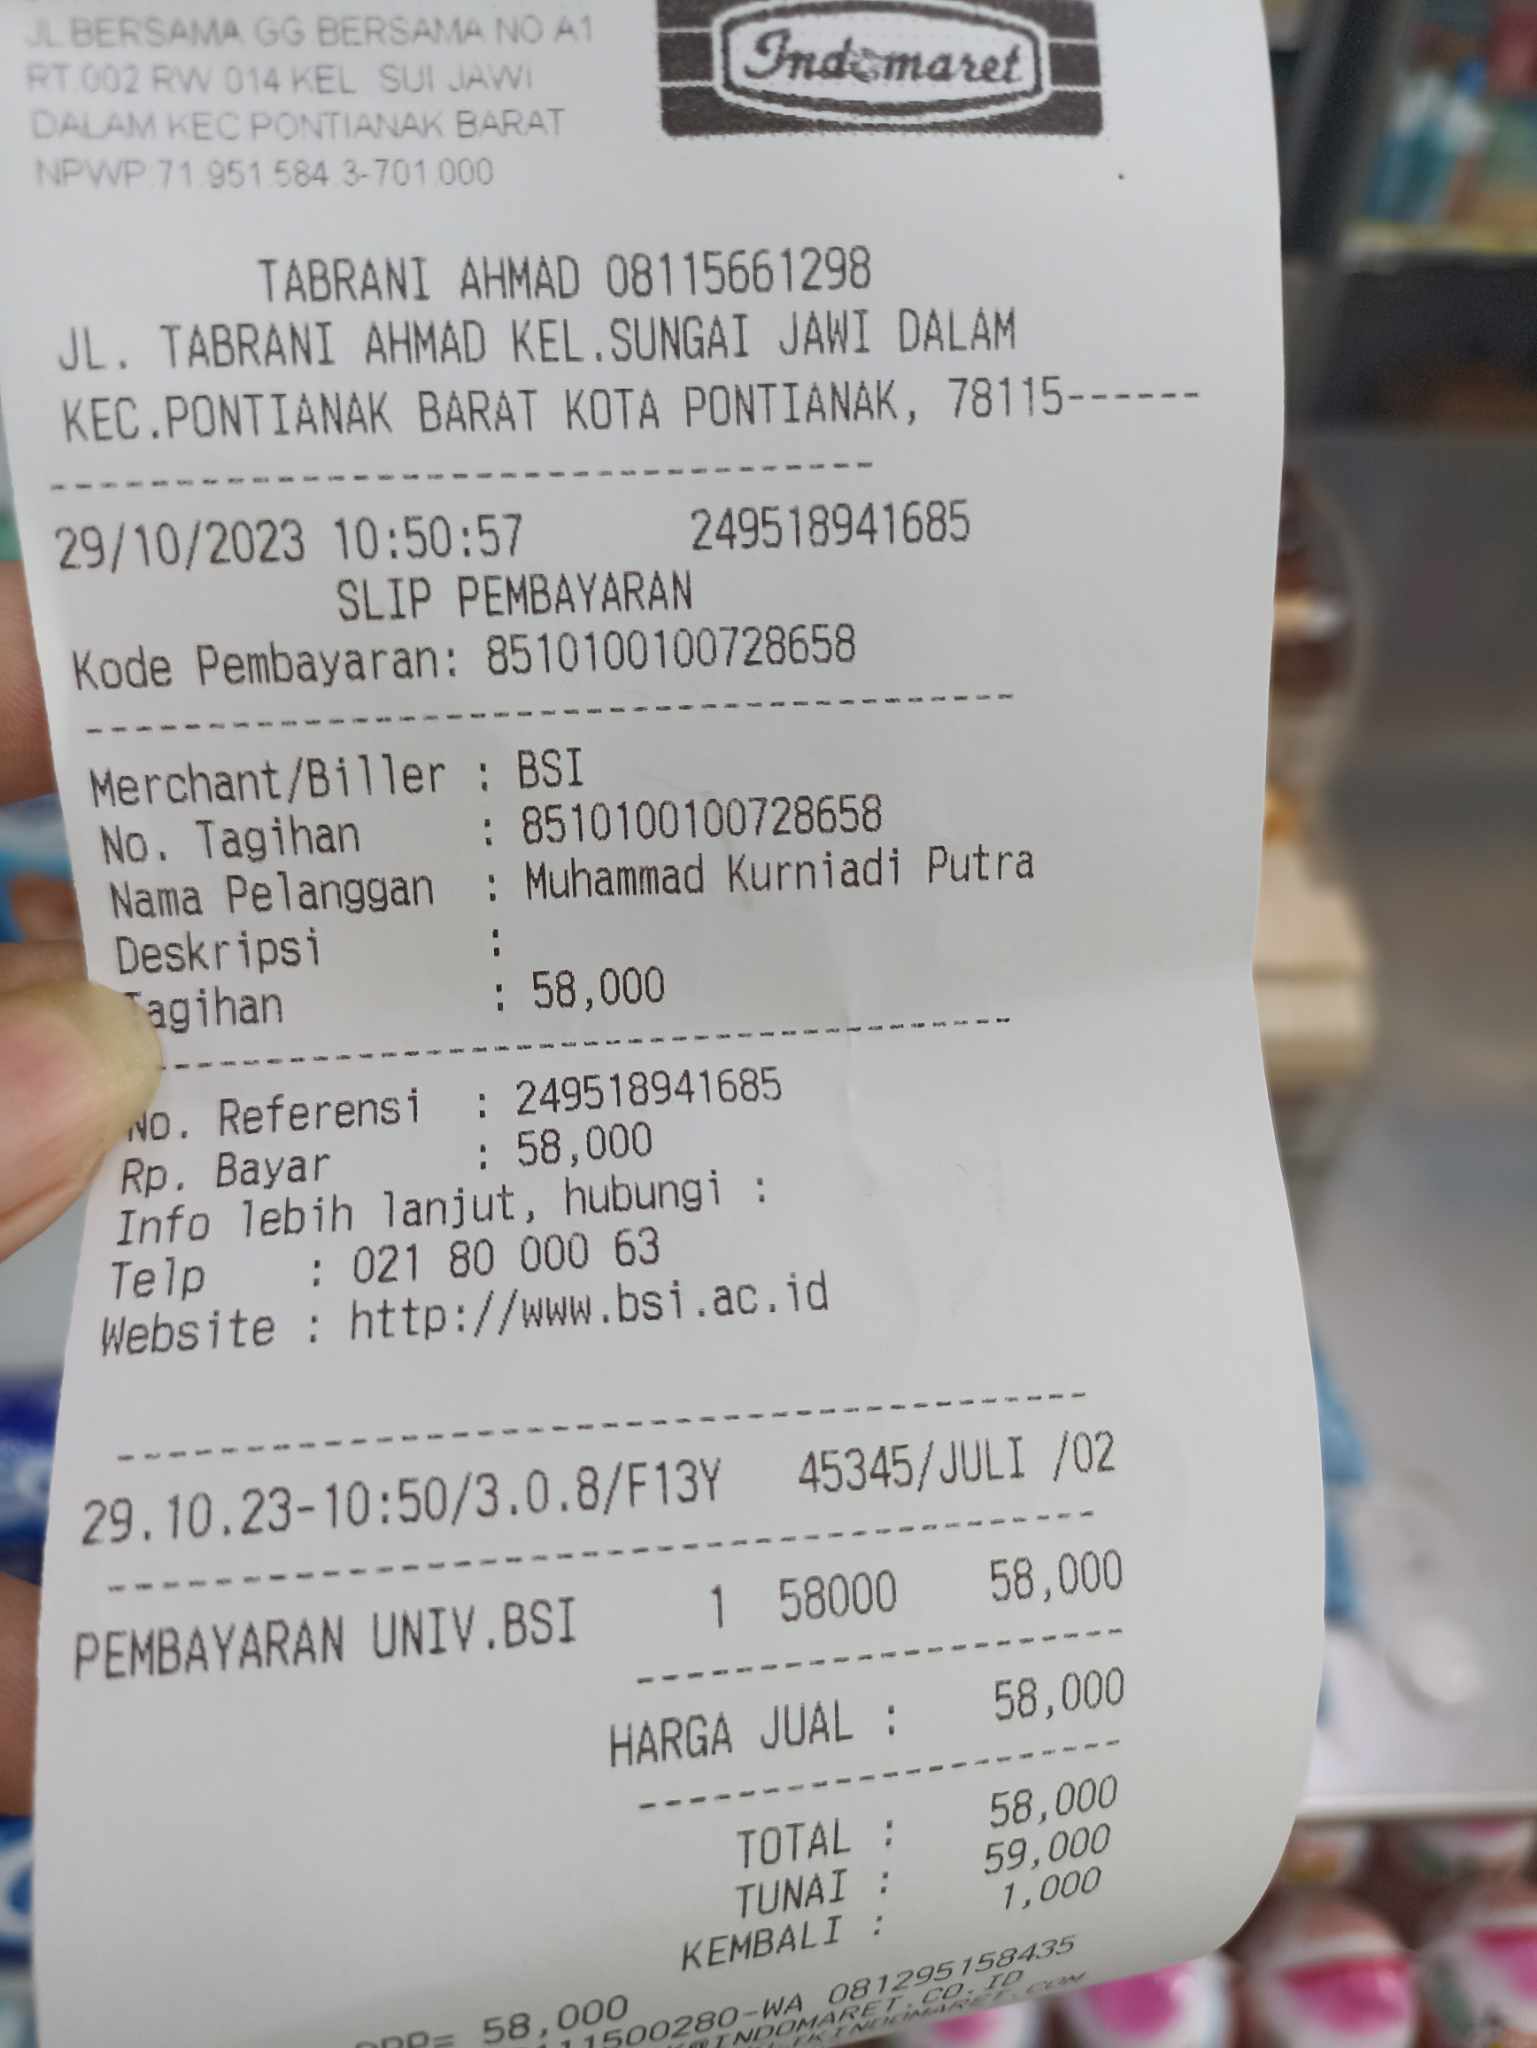 JL.BERSAMA GG BERSAMA NO A1
RT.002 RW 014 KEL SUI JAWI
DALAM KEC PONTIANAK BARAT
NPWP.71.951.584.3-701.000
Indomaret
TABRANI AHMAD 08115661298
JL. TABRANI AHMAD KEL.SUNGAI JAWI DALAM
KEC.PONTIANAK BARAT KOTA PONTIANAK, 78115------
29/10/2023 10:50:57 249518941685
SLIP PEMBAYARAN
Kode Pembayaran: 8510100100728658
Merchant/Biller : BSI
No. Tagihan : 8510100100728658
Nama Pelanggan : Muhammad Kurniadi Putra
Deskripsi :
Tagihan : 58,000
No. Referensi : 249518941685
Rp. Bayar : 58,000
Info lebih lanjut, hubungi :
Telp : 021 80 000 63
Website : http://www.bsi.ac.id
29.10.23-10:50/3.0.8/F13Y 45345/JULI /02
PEMBAYARAN UNIV.BSI 1 58000 58,000
HARGA JUAL : 58,000
TOTAL : 58,000
TUNAI : 59,000
KEMBALI : 1,000
DPP= 58,000
11500280-WA 081295158435
@INDOMARET.CO.ID